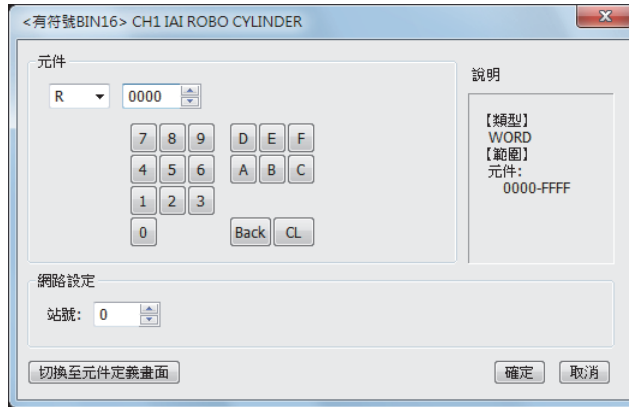 <有符號BIN16> CH1 IAI ROBO CYLINDER
元件
R 0000
7 8 9 D E F
4 5 6 A B C
1 2 3
0 Back CL
說明
【類型】
WORD
【範圍】
元件:
0000-FFFF
網路設定
站號: 0
切換至元件定義畫面
確定 取消